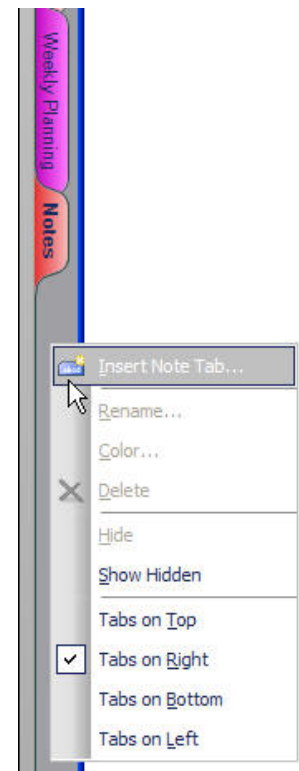 Weekly Planning
Notes
Insert Note Tab...
Rename...
Color...
Delete
Hide
Show Hidden
Tabs on Top
Tabs on Right
Tabs on Bottom
Tabs on Left